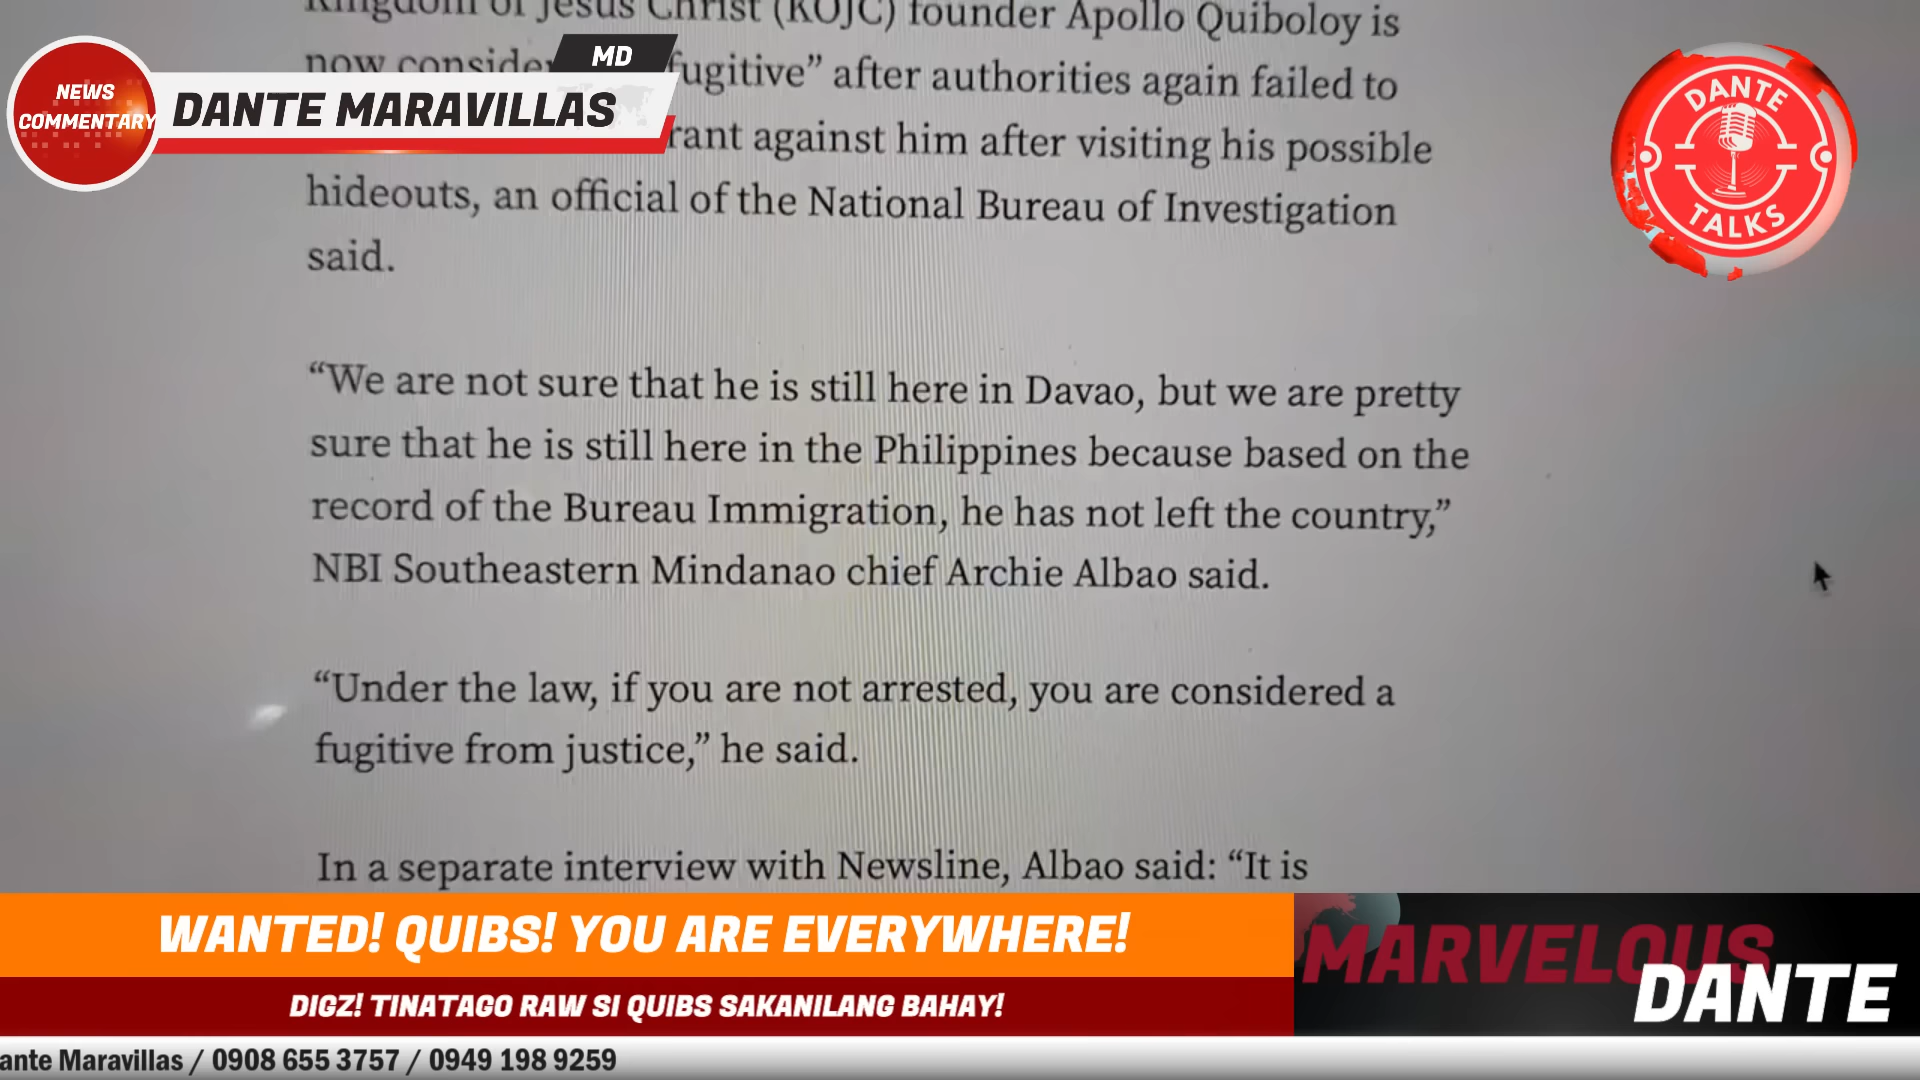 Kingdom of Jesus Christ (KOJC) founder Apollo Quiboloy is
now fugitive” after authorities again failed to
against him after visiting his possible
hideouts, an official of the National Bureau of Investigation
said.
“We are not sure that he is still here in Davao, but we are pretty
sure that he is still here in the Philippines because based on the
record of the Bureau Immigration, he has not left the country,”
NBI Southeastern Mindanao chief Archie Albao said.
“Under the law, if you are not arrested, you are considered a
fugitive from justice,” he said.
In a separate interview with Newsline, Albao said: “It is
NEWS
COMMENTARY
MD
DANTE MARAVILLAS
DANTE
TALKS
WANTED! QUIBS! YOU ARE EVERYWHERE!
DIGZ! TINATAGO RAW SI QUIBS SAKANILANG BAHAY!
MARVELOUS
DANTE
ante Maravillas / 0908 655 3757 / 0949 198 9259